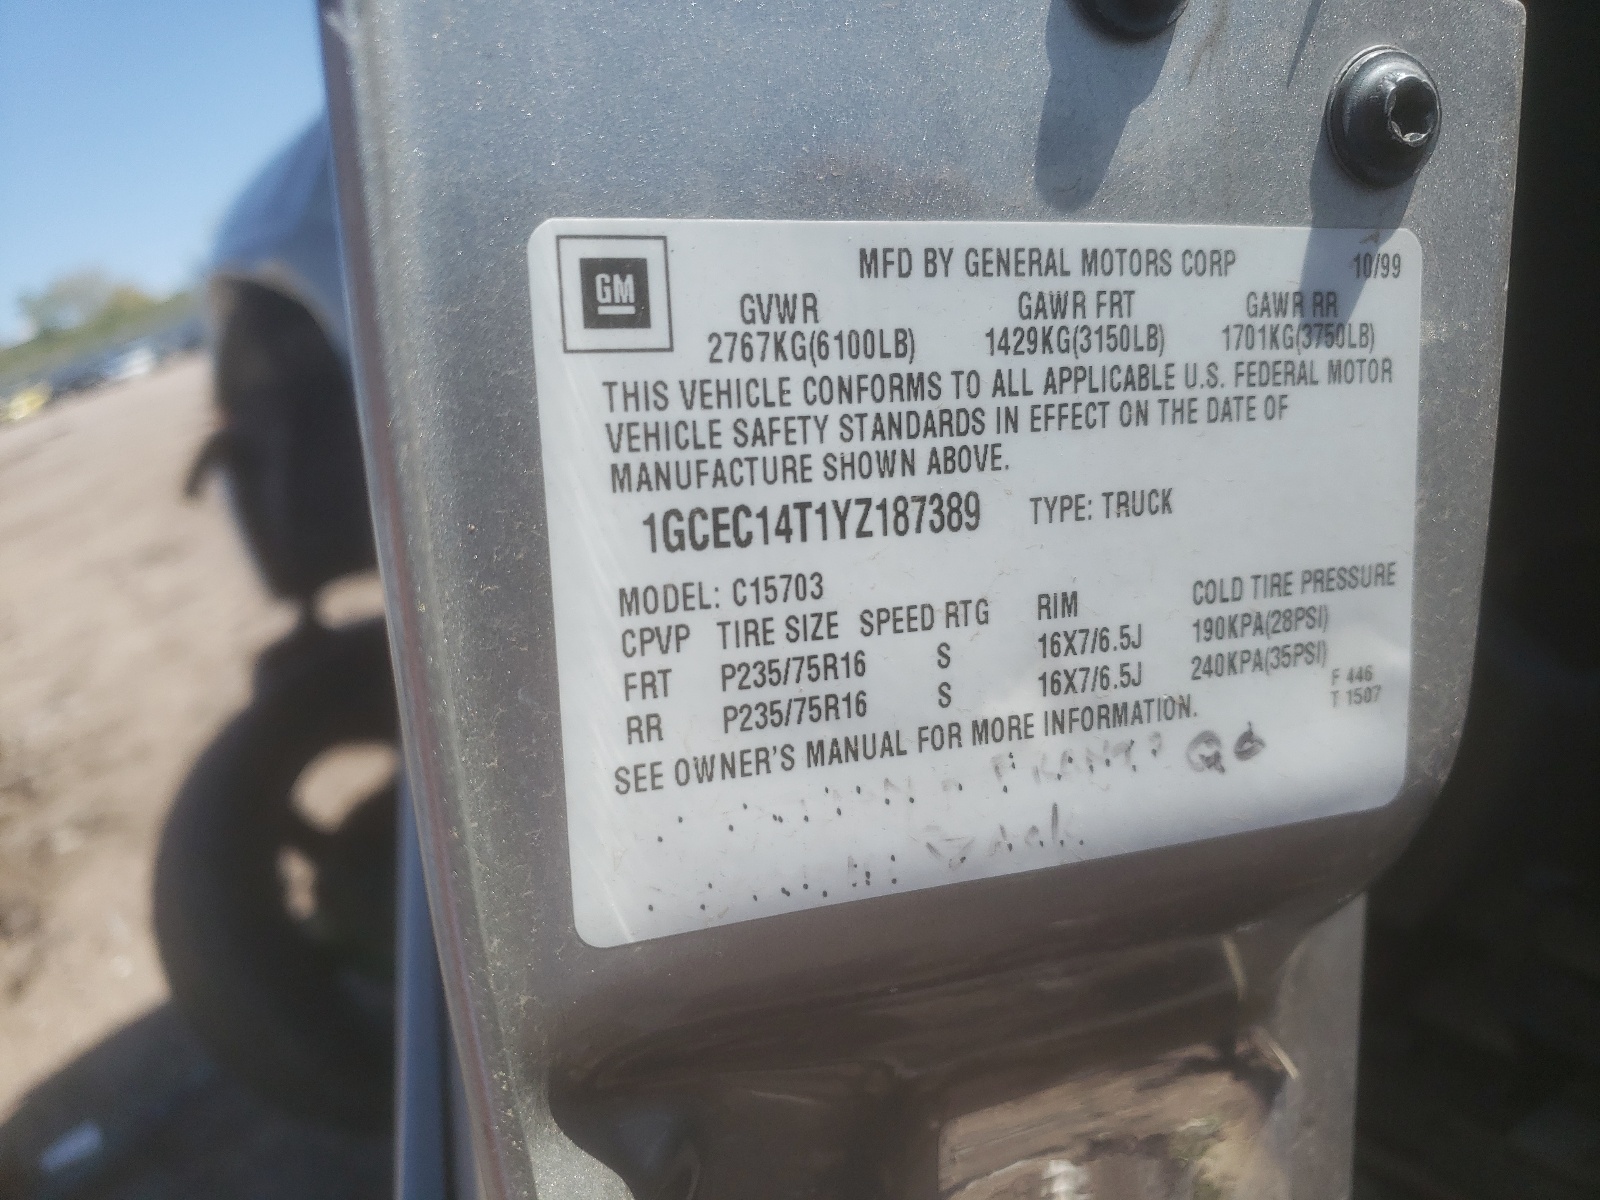 GM
MFD BY GENERAL MOTORS CORP 10/99
GVWR GAWR FRT GAWR RR
2767KG(6100LB) 1429KG(3150LB) 1701KG(3750LB)
THIS VEHICLE CONFORMS TO ALL APPLICABLE U.S. FEDERAL MOTOR
VEHICLE SAFETY STANDARDS IN EFFECT ON THE DATE OF
MANUFACTURE SHOWN ABOVE.
1GCEC14T1YZ187389 TYPE: TRUCK
MODEL: C15703
CPVP TIRE SIZE SPEED RTG RIM COLD TIRE PRESSURE
FRT P235/75R16 S 16X7/6.5J 190KPA(28PSI)
RR P235/75R16 S 16X7/6.5J 240KPA(35PSI)
SEE OWNER'S MANUAL FOR MORE INFORMATION.
F 446
T 1507